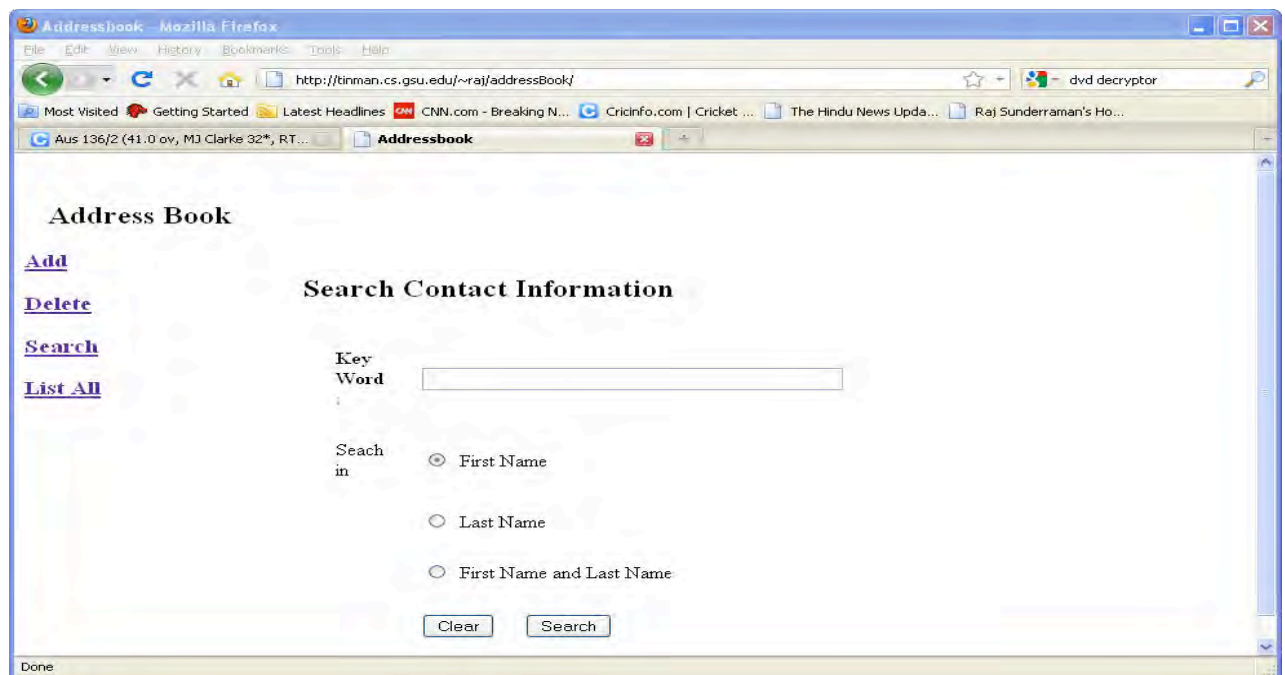 Addressbook - Mozilla Firefox
File Edit View History Bookmarks Tools Help
http://tinman.cs.gsu.edu/~raj/addressBook/ dvd decryptor
Most Visited Getting Started Latest Headlines CNN.com - Breaking N... Cricinfo.com | Cricket ... The Hindu News Upda... Raj Sunderraman's Ho...
Aus 136/2 (41.0 ov, MJ Clarke 32*, RT... Addressbook
Address Book
Add
Delete
Search
List All
Search Contact Information
Key
Word
:
Seach
in
First Name
Last Name
First Name and Last Name
Clear Search
Done